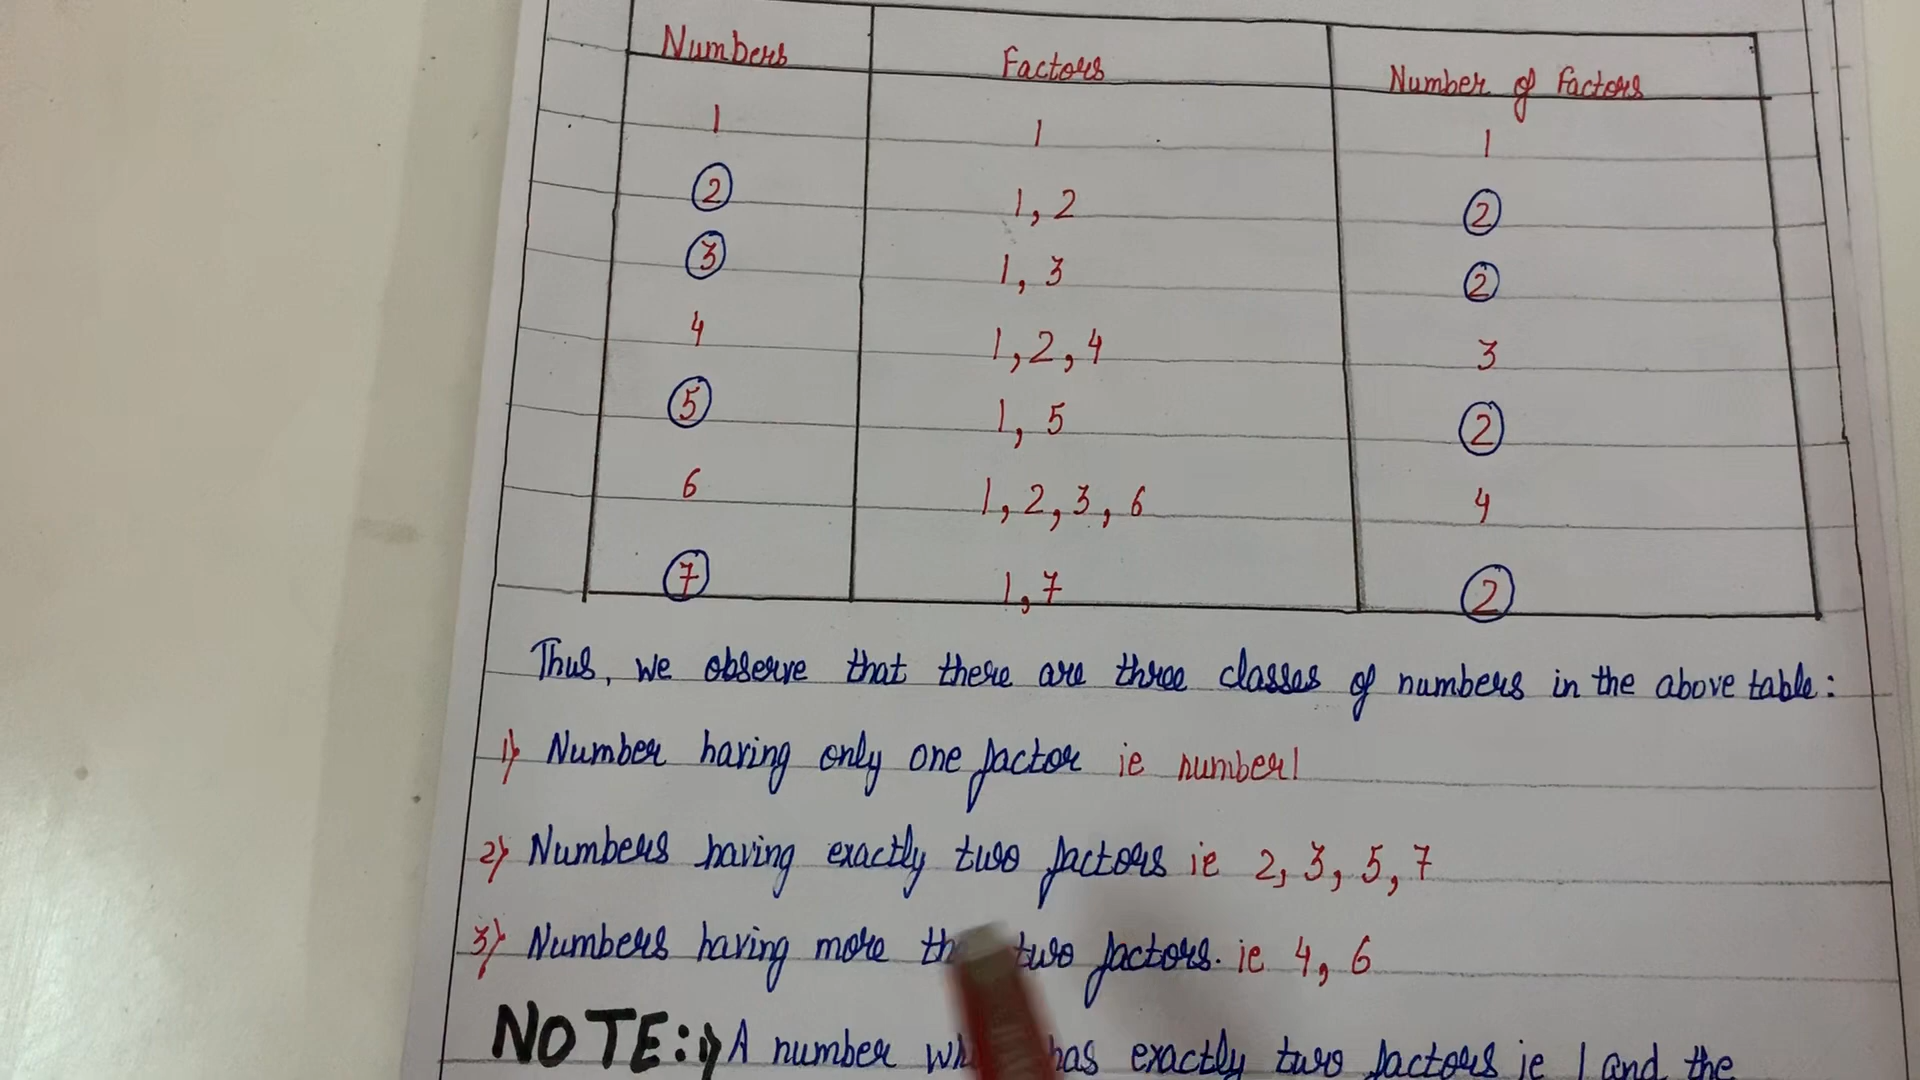 Numbers Factors Number of Factors
1 1 1
2 1, 2 2
3 1, 3 2
4 1, 2, 4 3
5 1, 5 2
6 1, 2, 3, 6 4
7 1, 7 2
Thus, we observe that there are three classes of numbers in the above table:
1) Number having only one factor ie number 1
2) Numbers having exactly two factors ie 2, 3, 5, 7
3) Numbers having more two factors. ie 4, 6
NOTE: 1) A number has exactly two factors ie 1 and the